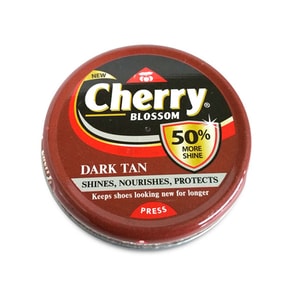 NEW
Cherry®
BLOSSOM
50%
MORE
SHINE
DARK TAN
SHINES, NOURISHES, PROTECTS
Keeps shoes looking new for longer
PRESS